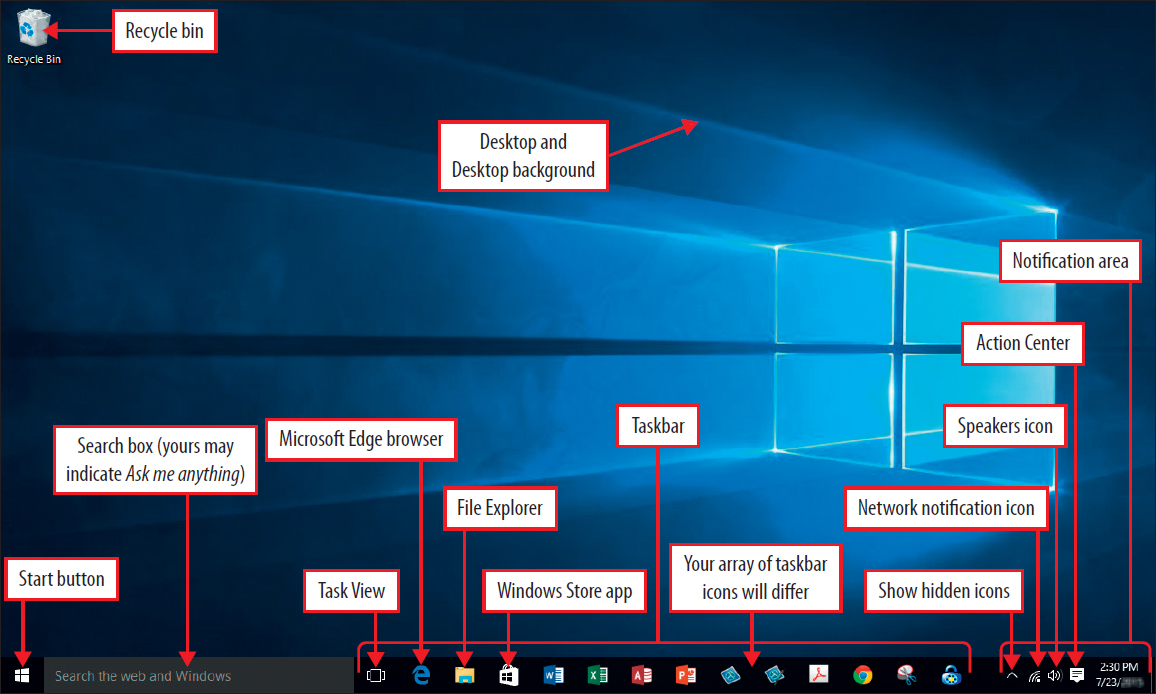 Recycle bin
Recycle Bin
Desktop and
Desktop background
Notification area
Action Center
Taskbar
Speakers icon
Microsoft Edge browser
Search box (yours may
indicate Ask me anything)
File Explorer
Network notification icon
Your array of taskbar
icons will differ
Start button
Task View
Windows Store app
Show hidden icons
Search the web and Windows
2:30 PM
7/23/